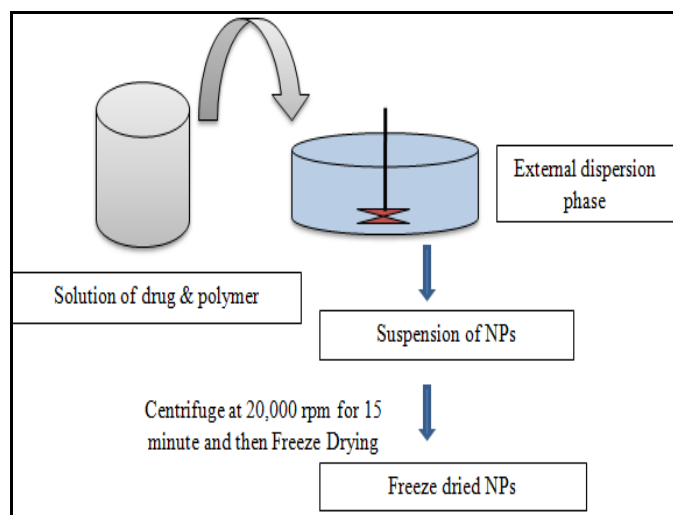 External dispersion
phase
Solution of drug & polymer
Suspension of NPs
Centrifuge at 20,000 rpm for 15
minute and then Freeze Drying
Freeze dried NPs